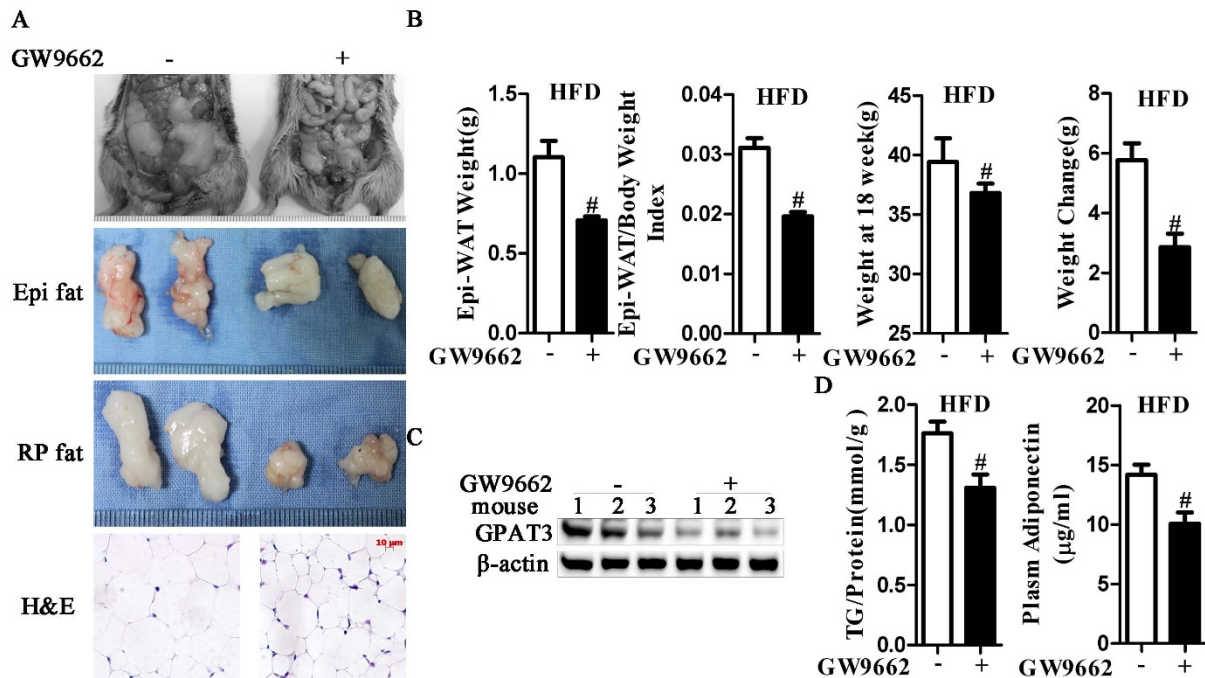 A
GW9662 - +
Epi fat
RP fat
H&E
10 µm
B
Epi-WAT Weight(g)
1.5
1.0
0.5
0.0
HFD
#
GW9662 - +
Epi-WAT/Body Weight
Index
0.04
0.03
0.02
0.01
0.00
HFD
#
- +
Weight at 18 week(g)
45
40
35
30
25
HFD
#
GW9662 - +
Weight Change(g)
8
6
4
2
0
HFD
#
GW9662 - +
C
GW9662 - +
mouse 1 2 3 1 2 3
GPAT3
β-actin
D
TG/Protein(mmol/g)
2.0
1.5
1.0
0.5
0.0
HFD
#
GW9662 - +
Plasm Adiponectin
(µg/ml)
20
15
10
5
0
HFD
#
GW9662 - +